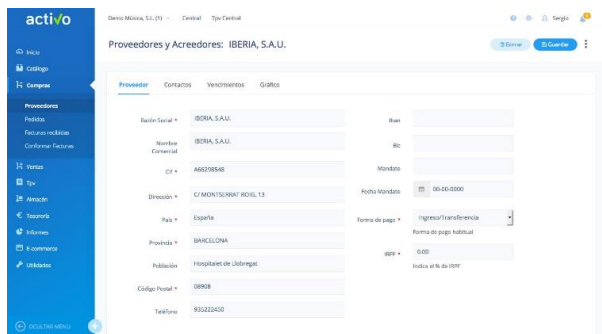 activo
Demo Música, S.L. (1) Central Tpv Central
Sergio
Inicio
Catálogo
Compras
Proveedores
Pedidos
Facturas recibidas
Conformar Facturas
Ventas
Tpv
Almacén
Tesorería
Informes
E-commerce
Utilidades
OCULTAR MENU
Proveedores y Acreedores: IBERIA, S.A.U.
Borrar Guardar
Proveedor Contactos Vencimientos Gráfico
Razón Social * IBERIA, S.A.U.
Nombre
Comercial IBERIA, S.A.U.
Cif * A66298548
Dirección * C/ MONTSERRAT ROIG, 13
País * España
Provincia * BARCELONA
Población Hospitalet de Llobregat
Código Postal * 08908
Teléfono 935222450
Iban
Bic
Mandato
Fecha Mandato 00-00-0000
Forma de pago * Ingreso/Transferencia
Forma de pago habitual
IRPF * 0.00
Indica el % de IRPF